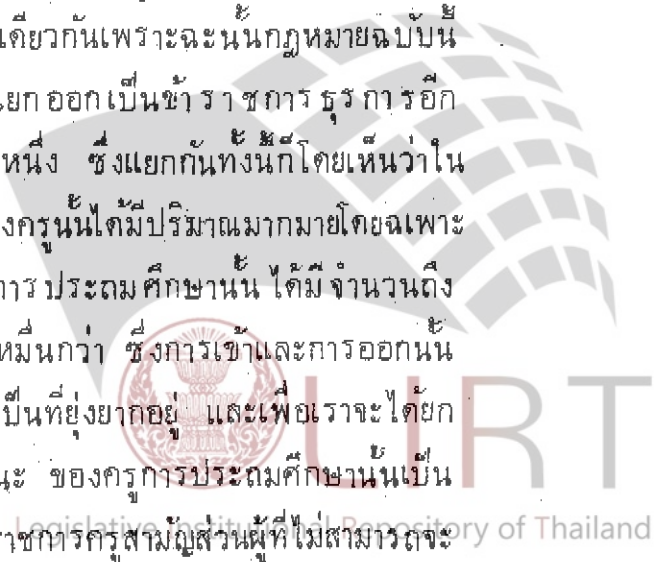 เดียวกันเพราะฉะนั้นกฎหมายฉบับนี้
แยกออกเป็นข้าราชการธุรการอีก
หนึ่ง ซึ่งแยกกันทั้งนี้ก็โดยเห็นว่าใน
งครูนั้นได้มีปริมาณมากมายโดยฉะเพาะ
การประถมศึกษานั้น ได้มีจำนวนถึง
หมื่นกว่า ซึ่งการเข้าและการออกนั้น
เป็นที่ยุ่งยากอยู่ และเพื่อเราจะได้ยก
นะ ของครูการประถมศึกษานั้นเป็น
ราชการครูสามัญส่วนผู้ที่ไม่สามารถจะ
LIRT
Legislative Institutional Repository of Thailand